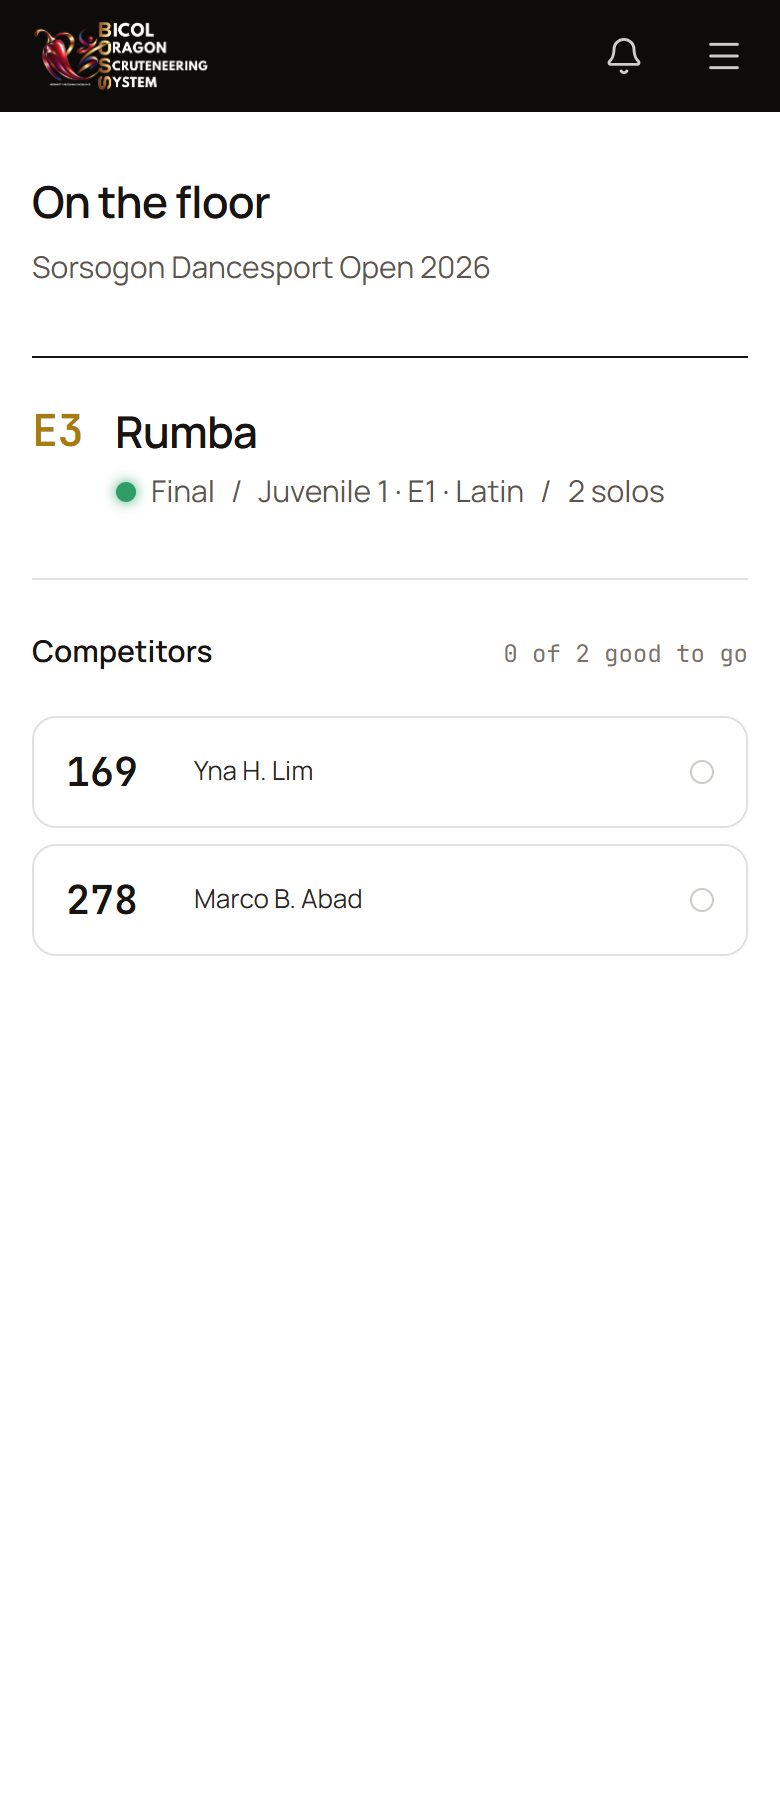 BICOL
DRAGON
SCRUTENEERING
SYSTEM
On the floor
Sorsogon Dancesport Open 2026
E3 Rumba
Final / Juvenile 1 · E1 · Latin / 2 solos
Competitors 0 of 2 good to go
169 Yna H. Lim
278 Marco B. Abad